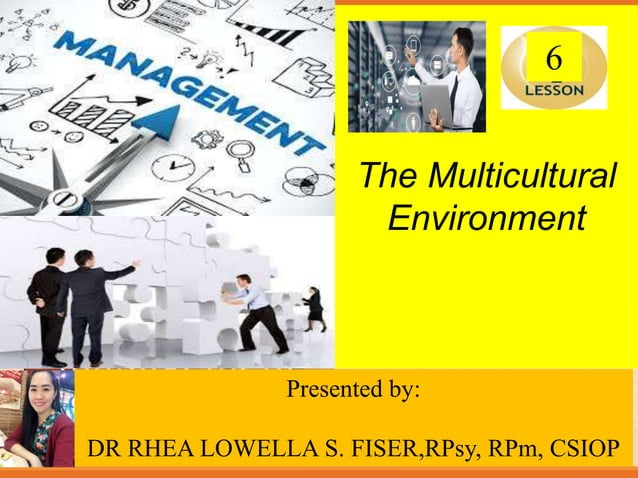 MANAGEMENT
6
LESSON
The Multicultural
Environment
Presented by:
DR RHEA LOWELLA S. FISER,RPsy, RPm, CSIOP